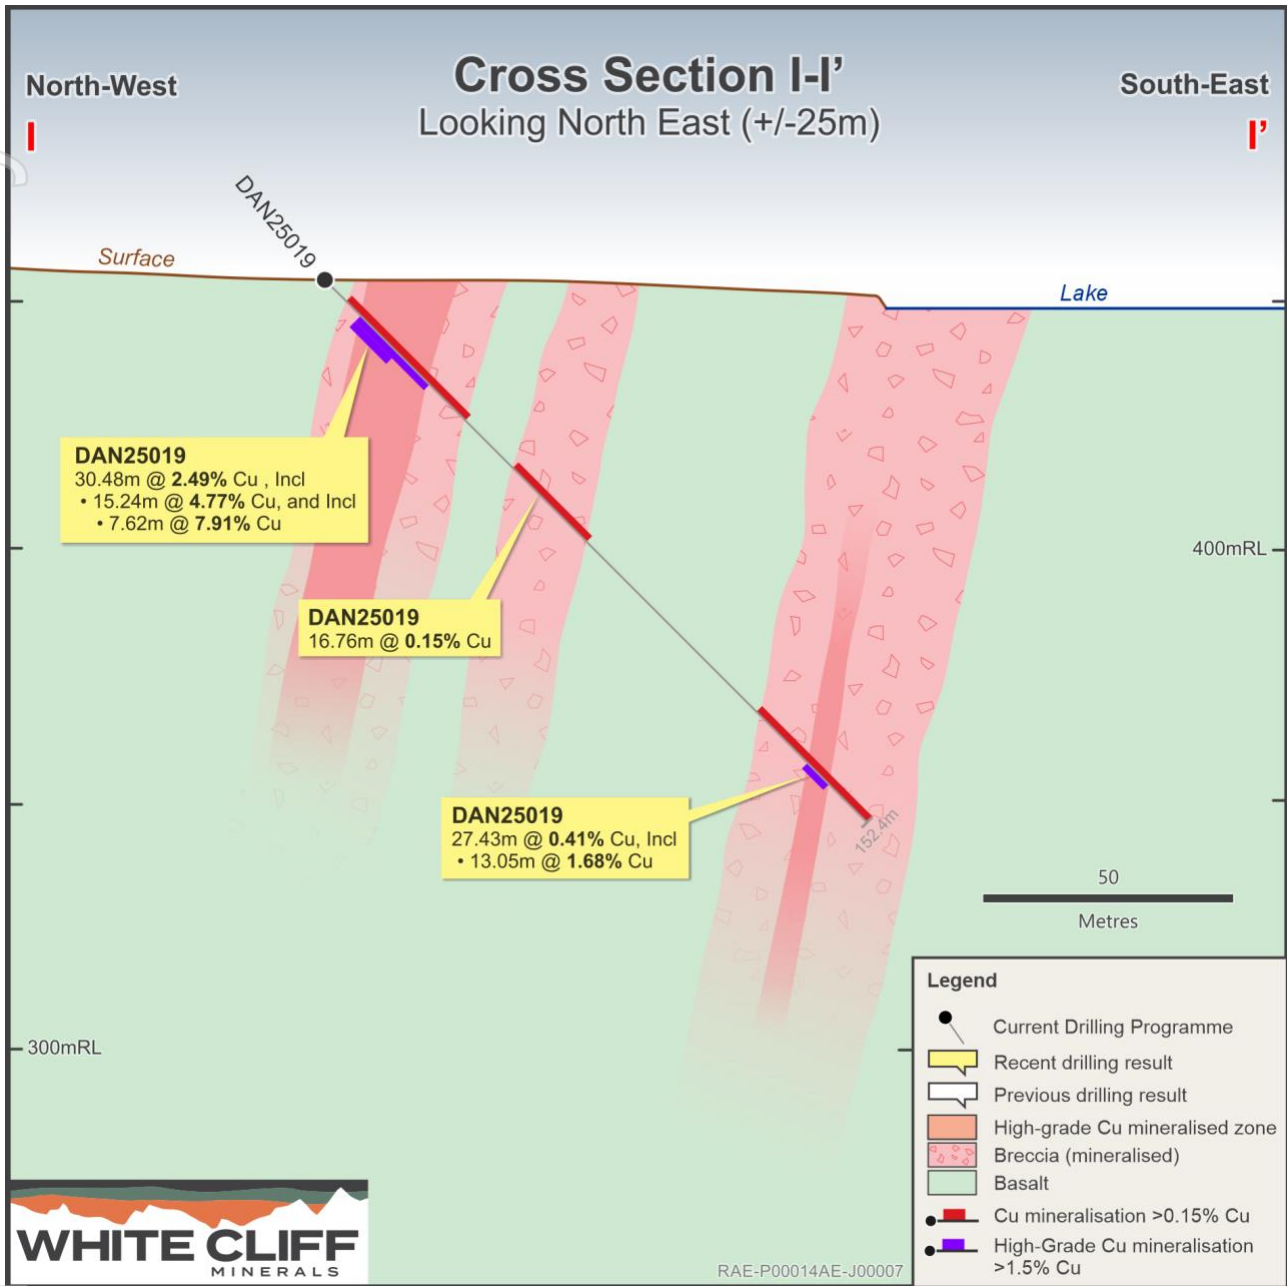 Cross Section I-I’
Looking North East (+/-25m)
North-West
South-East
I
I’
DAN25019
Surface
Lake
DAN25019
30.48m @ 2.49% Cu , Incl
• 15.24m @ 4.77% Cu, and Incl
• 7.62m @ 7.91% Cu
400mRL
DAN25019
16.76m @ 0.15% Cu
DAN25019
27.43m @ 0.41% Cu, Incl
• 13.05m @ 1.68% Cu
152.4m
50
Metres
300mRL
Legend
Current Drilling Programme
Recent drilling result
Previous drilling result
High-grade Cu mineralised zone
Breccia (mineralised)
Basalt
Cu mineralisation >0.15% Cu
High-Grade Cu mineralisation
>1.5% Cu
WHITE CLIFF
MINERALS
RAE-P00014AE-J00007